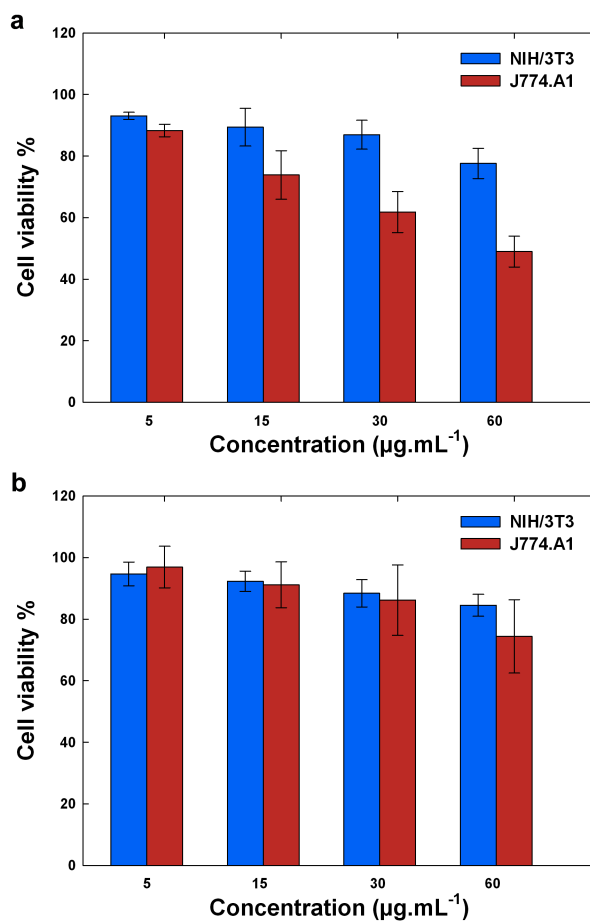 a
120
100
80
60
40
20
0
Cell viability %
NIH/3T3
J774.A1
5 15 30 60
Concentration (µg.mL⁻¹)
b
120
100
80
60
40
20
0
Cell viability %
NIH/3T3
J774.A1
5 15 30 60
Concentration (µg.mL⁻¹)